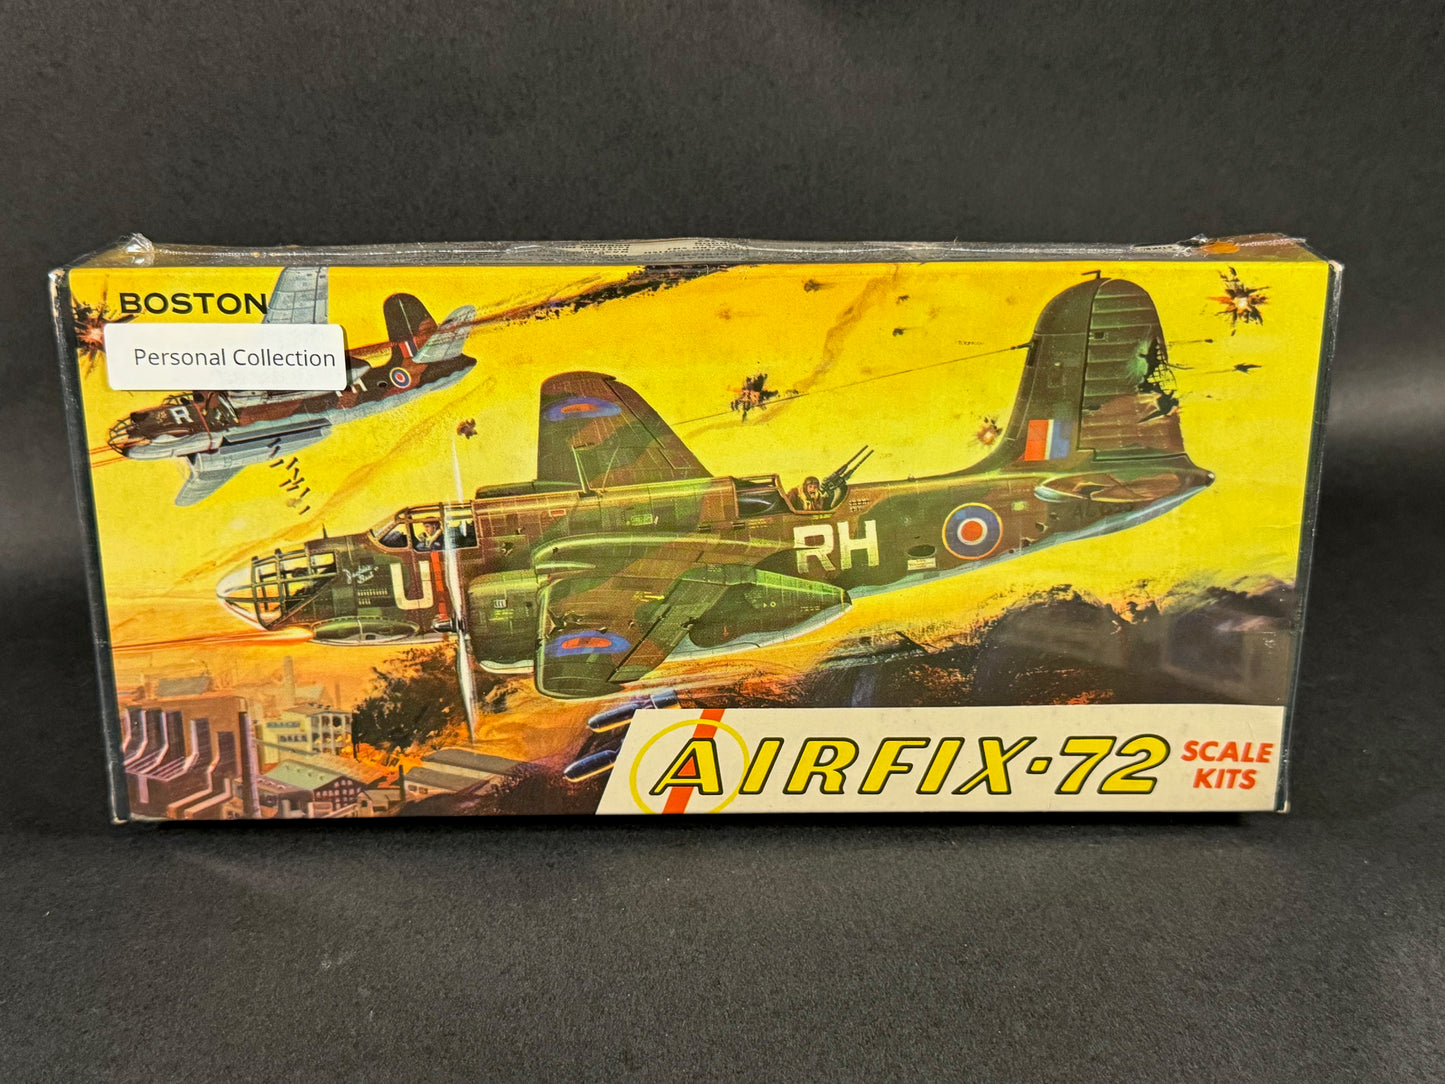 BOSTON
Personal Collection
R
H
U
RH
AIRFIX-72
SCALE
KITS